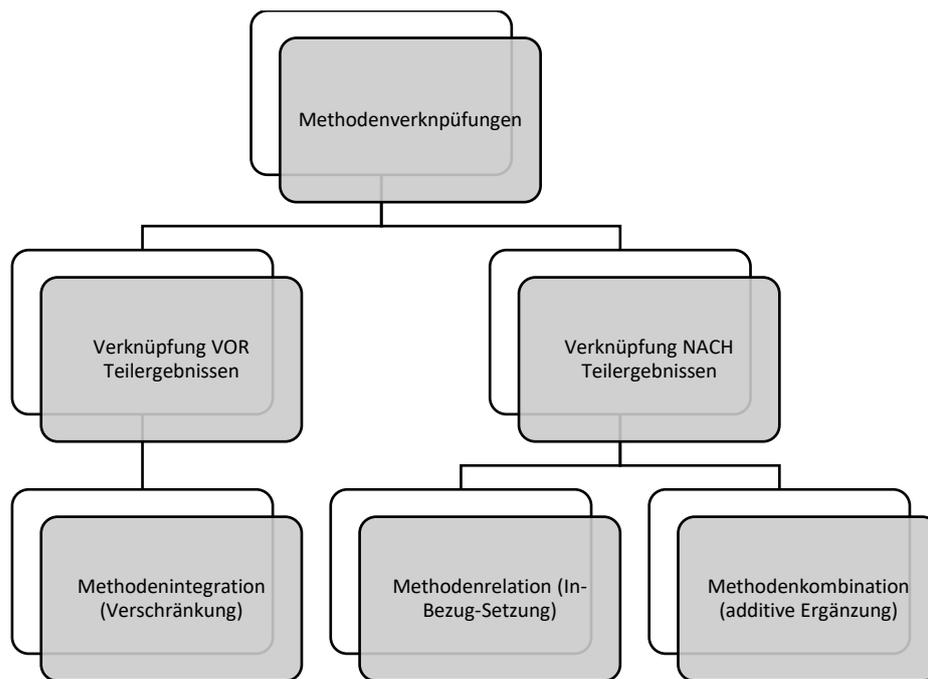 Methodenverknpüfungen
Verknüpfung VOR
Teilergebnissen
Verknüpfung NACH
Teilergebnissen
Methodenintegration
(Verschränkung)
Methodenrelation (In-
Bezug-Setzung)
Methodenkombination
(additive Ergänzung)